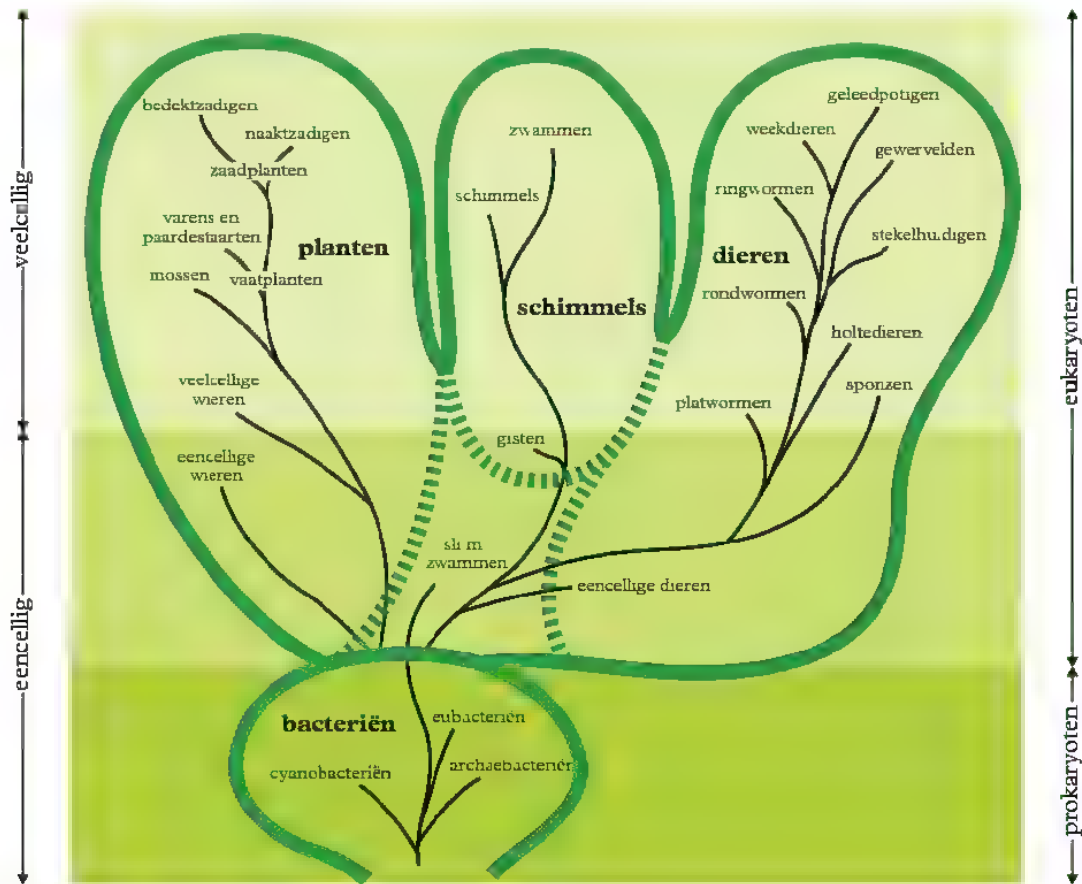 bedektzadigen
naaktzadigen
zaadplanten
varens en
paardestaarten
mossen
vaatplanten
planten
veelcellige
wieren
eencellige
wieren
zwammen
schimmels
schimmels
gisten
slijm
zwammen
eencellige dieren
geleedpotigen
weekdieren
gewervelden
ringwormen
stekelhuidigen
dieren
rondwormen
holtedieren
sponzen
platwormen
bacteriën
eubacteriën
cyanobacteriën
archaebacteriën
veelcellig
eencellig
eukaryoten
prokaryoten